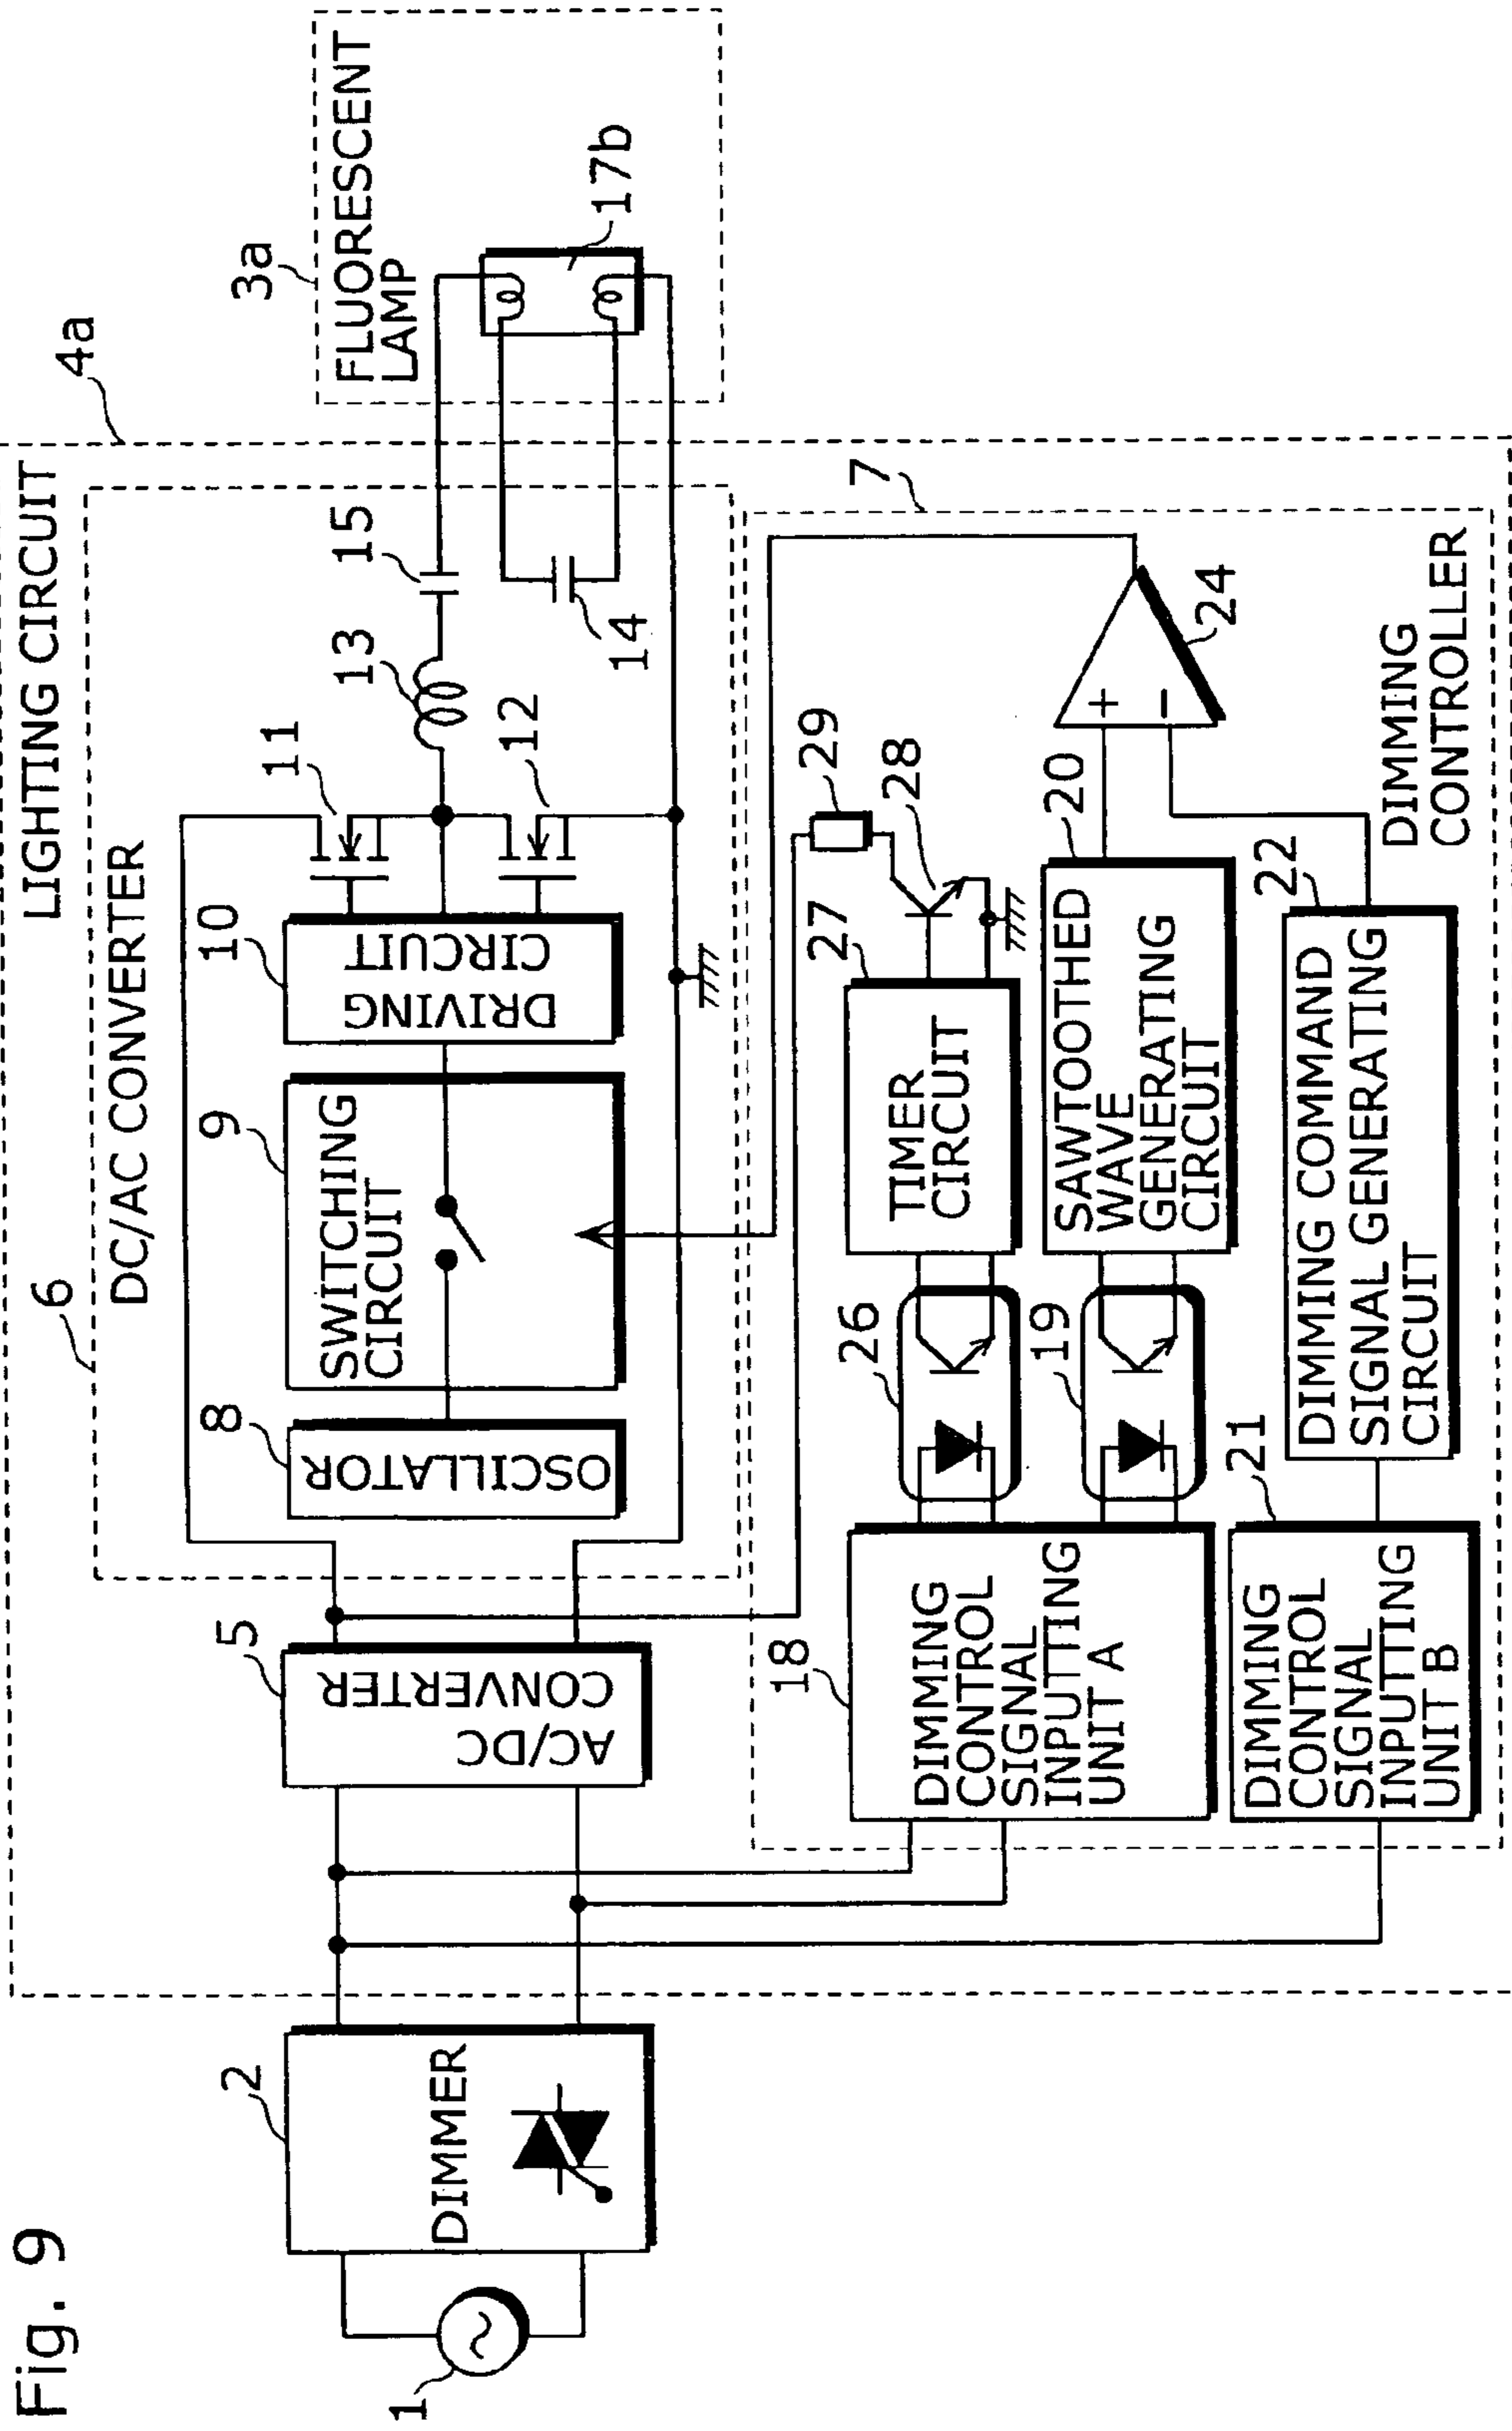 Fig. 9
1
2
DIMMER
4a
LIGHTING CIRCUIT
5
AC/DC
CONVERTER
6
DC/AC CONVERTER
8
OSCILLATOR
9
SWITCHING
CIRCUIT
10
DRIVING
CIRCUIT
11
12
13
15
14
3a
FLUORESCENT
LAMP
17b
7
18
DIMMING
CONTROL
SIGNAL
INPUTTING
UNIT A
26
27
TIMER
CIRCUIT
28
29
19
20
SAWTOOTHED
WAVE
GENERATING
CIRCUIT
+
−
24
21
DIMMING
CONTROL
SIGNAL
INPUTTING
UNIT B
22
DIMMING COMMAND
SIGNAL GENERATING
CIRCUIT
DIMMING
CONTROLLER